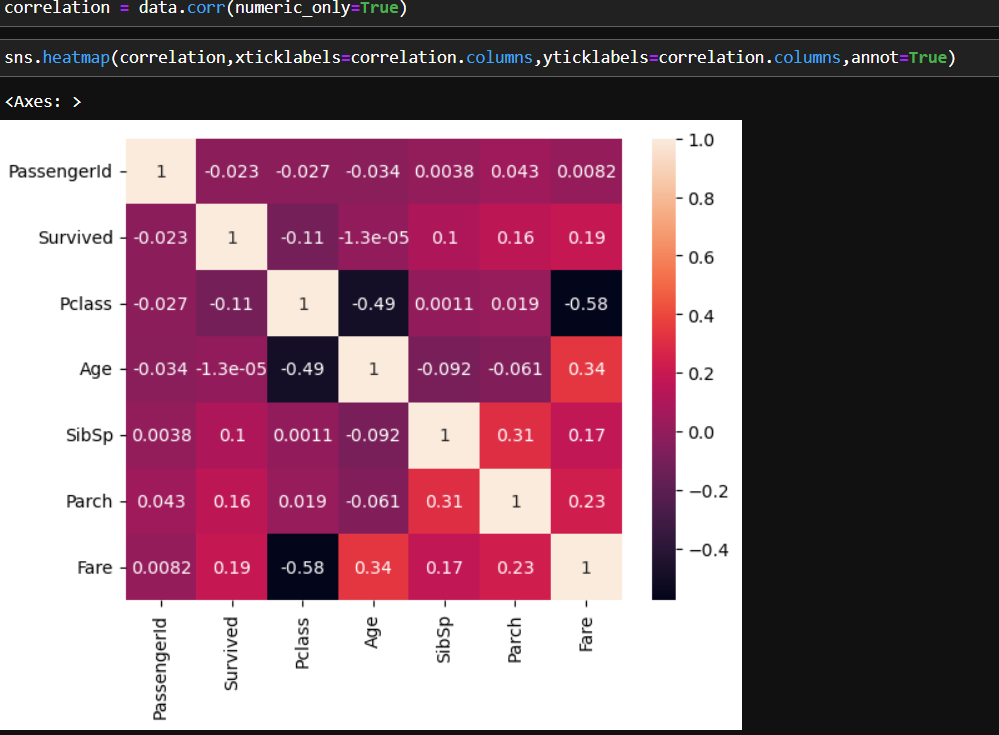 correlation = data.corr(numeric_only=True)
sns.heatmap(correlation,xticklabels=correlation.columns,yticklabels=correlation.columns,annot=True)
<Axes: >
PassengerId 1 -0.023 -0.027 -0.034 0.0038 0.043 0.0082
Survived -0.023 1 -0.11 -1.3e-05 0.1 0.16 0.19
Pclass -0.027 -0.11 1 -0.49 0.0011 0.019 -0.58
Age -0.034 -1.3e-05 -0.49 1 -0.092 -0.061 0.34
SibSp 0.0038 0.1 0.0011 -0.092 1 0.31 0.17
Parch 0.043 0.16 0.019 -0.061 0.31 1 0.23
Fare 0.0082 0.19 -0.58 0.34 0.17 0.23 1
PassengerId
Survived
Pclass
Age
SibSp
Parch
Fare
1.0
0.8
0.6
0.4
0.2
0.0
−0.2
−0.4